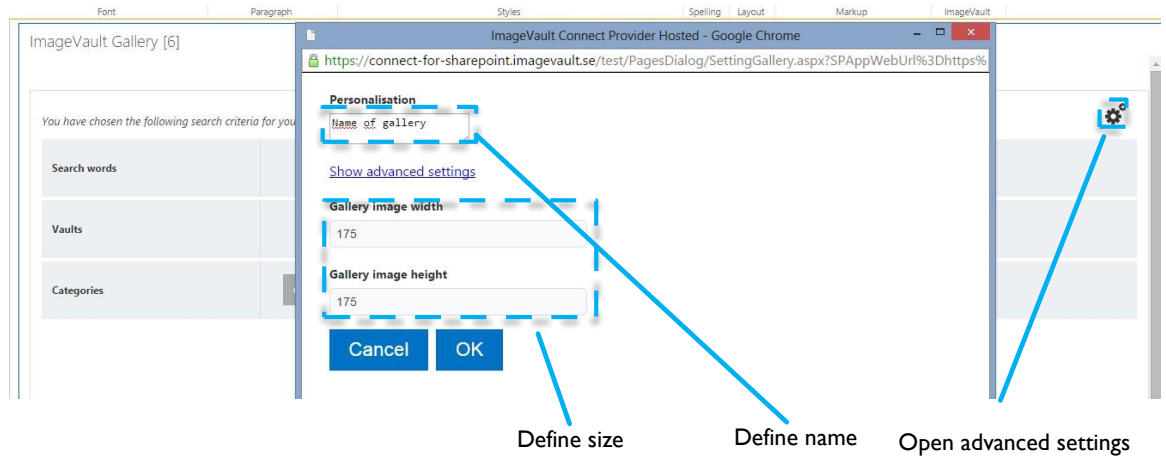 Font Paragraph Styles Spelling Layout Markup ImageVault
ImageVault Gallery [6]
ImageVault Connect Provider Hosted - Google Chrome
https://connect-for-sharepoint.imagevault.se/test/PagesDialog/SettingGallery.aspx?SPAppWebUrl%3Dhttps%
You have chosen the following search criteria for you
Search words
Vaults
Categories
Personalisation
Name of gallery
Show advanced settings
Gallery image width
175
Gallery image height
175
Cancel OK
Define size Define name Open advanced settings